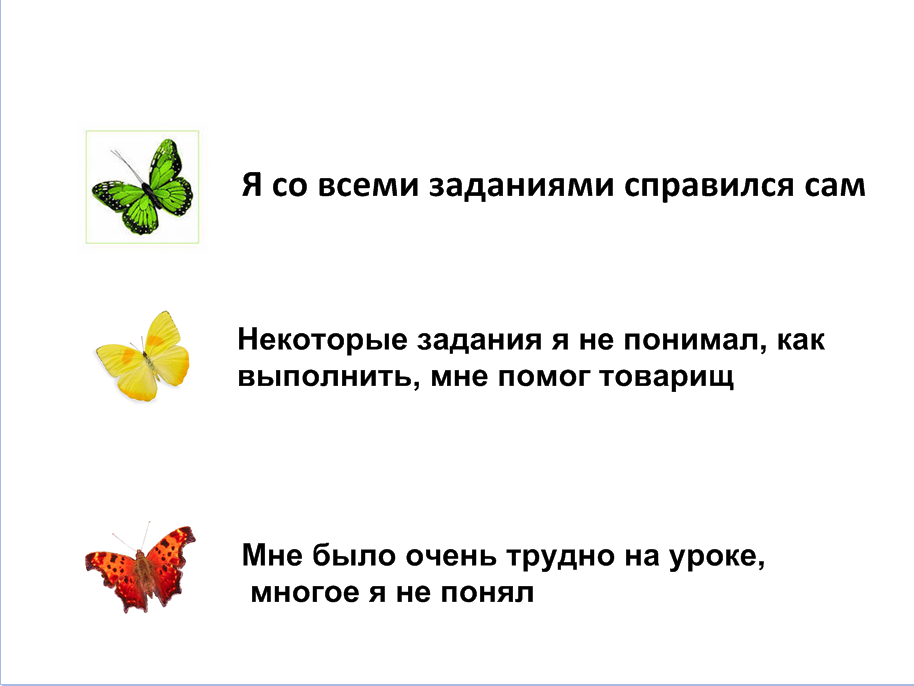 Я со всеми заданиями справился сам
Некоторые задания я не понимал, как
выполнить, мне помог товарищ
Мне было очень трудно на уроке,
многое я не понял